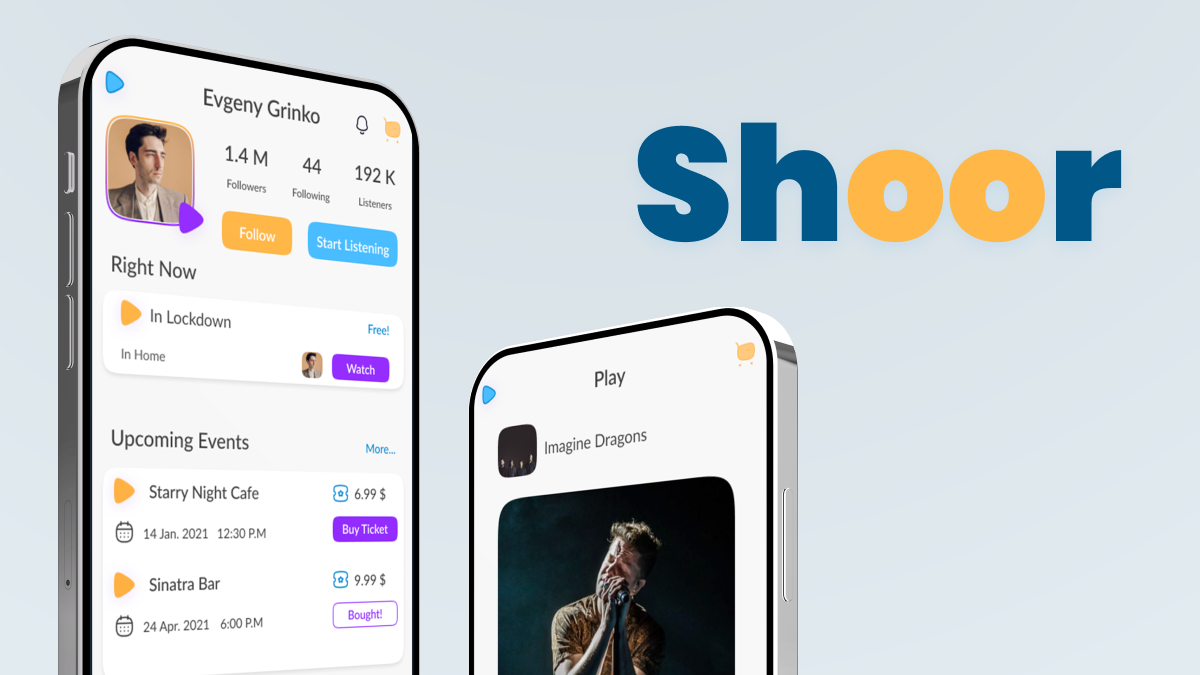 Shoor
Evgeny Grinko
1.4 M 44 192 K
Followers Following Listeners
Follow Start Listening
Right Now
In Lockdown Free!
In Home Watch
Upcoming Events More...
Starry Night Cafe 6.99 $
14 Jan. 2021 12:30 P.M Buy Ticket
Sinatra Bar 9.99 $
24 Apr. 2021 6:00 P.M Bought!
Play
Imagine Dragons